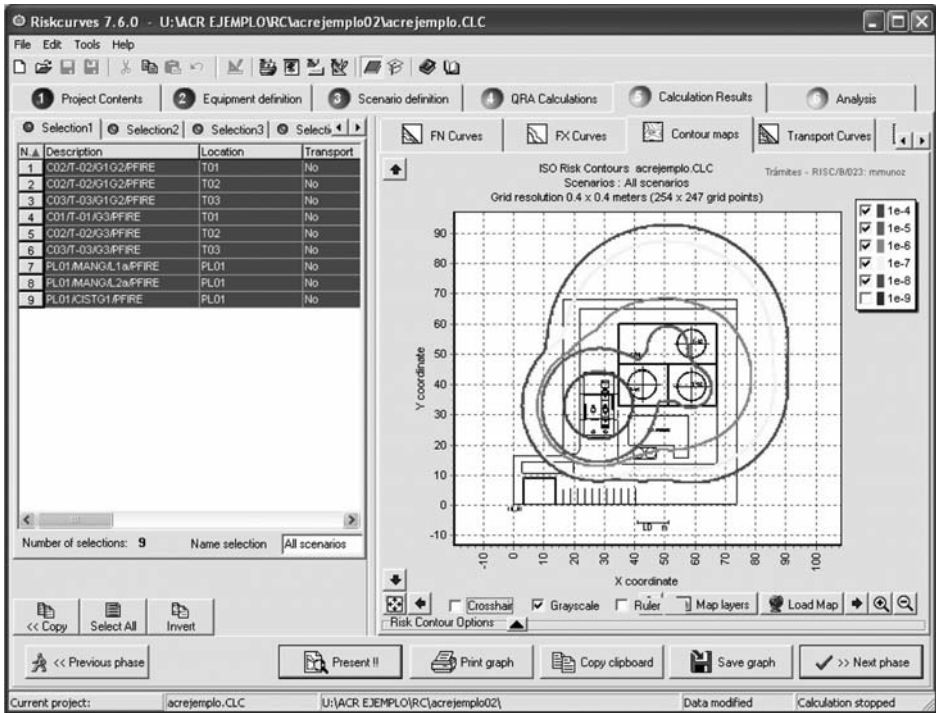 Riskcurves 7.6.0 - U:\ACR EJEMPLO\RC\acrejemplo02\acrejemplo.CLC
File Edit Tools Help
1 Project Contents
2 Equipment definition
3 Scenario definition
4 QRA Calculations
5 Calculation Results
6 Analysis
Selection1 Selection2 Selection3 Selecti
N. Description Location Transport
1 C02/T-02/G1G2/PFIRE T01 No
2 C02/T-02/G1G2/PFIRE T02 No
3 C03/T-03/G1G2/PFIRE T03 No
4 C01/T-01/G3/PFIRE T01 No
5 C02/T-02/G3/PFIRE T02 No
6 C03/T-03/G3/PFIRE T03 No
7 PL01/MANG/L1a/PFIRE PL01 No
8 PL01/MANG/L2a/PFIRE PL01 No
9 PL01/CISTG1/PFIRE PL01 No
Number of selections: 9 Name selection All scenarios
<< Copy
Select All
Invert
FN Curves FX Curves Contour maps Transport Curves
ISO Risk Contours acrejemplo.CLC
Scenarios : All scenarios
Grid resolution 0.4 x 0.4 meters (254 x 247 grid points)
Trámites - RISC/B/023: mmunoz
1e-4
1e-5
1e-6
1e-7
1e-8
1e-9
Y coordinate
90
80
70
60
50
40
30
20
10
0
-10
-10 0 10 20 30 40 50 60 70 80 90 100
X coordinate
Crosshair Grayscale Ruler Map layers Load Map
Risk Contour Options
<< Previous phase
Present !!
Print graph
Copy clipboard
Save graph
>> Next phase
Current project: acrejemplo.CLC U:\ACR EJEMPLO\RC\acrejemplo02\ Data modified Calculation stopped